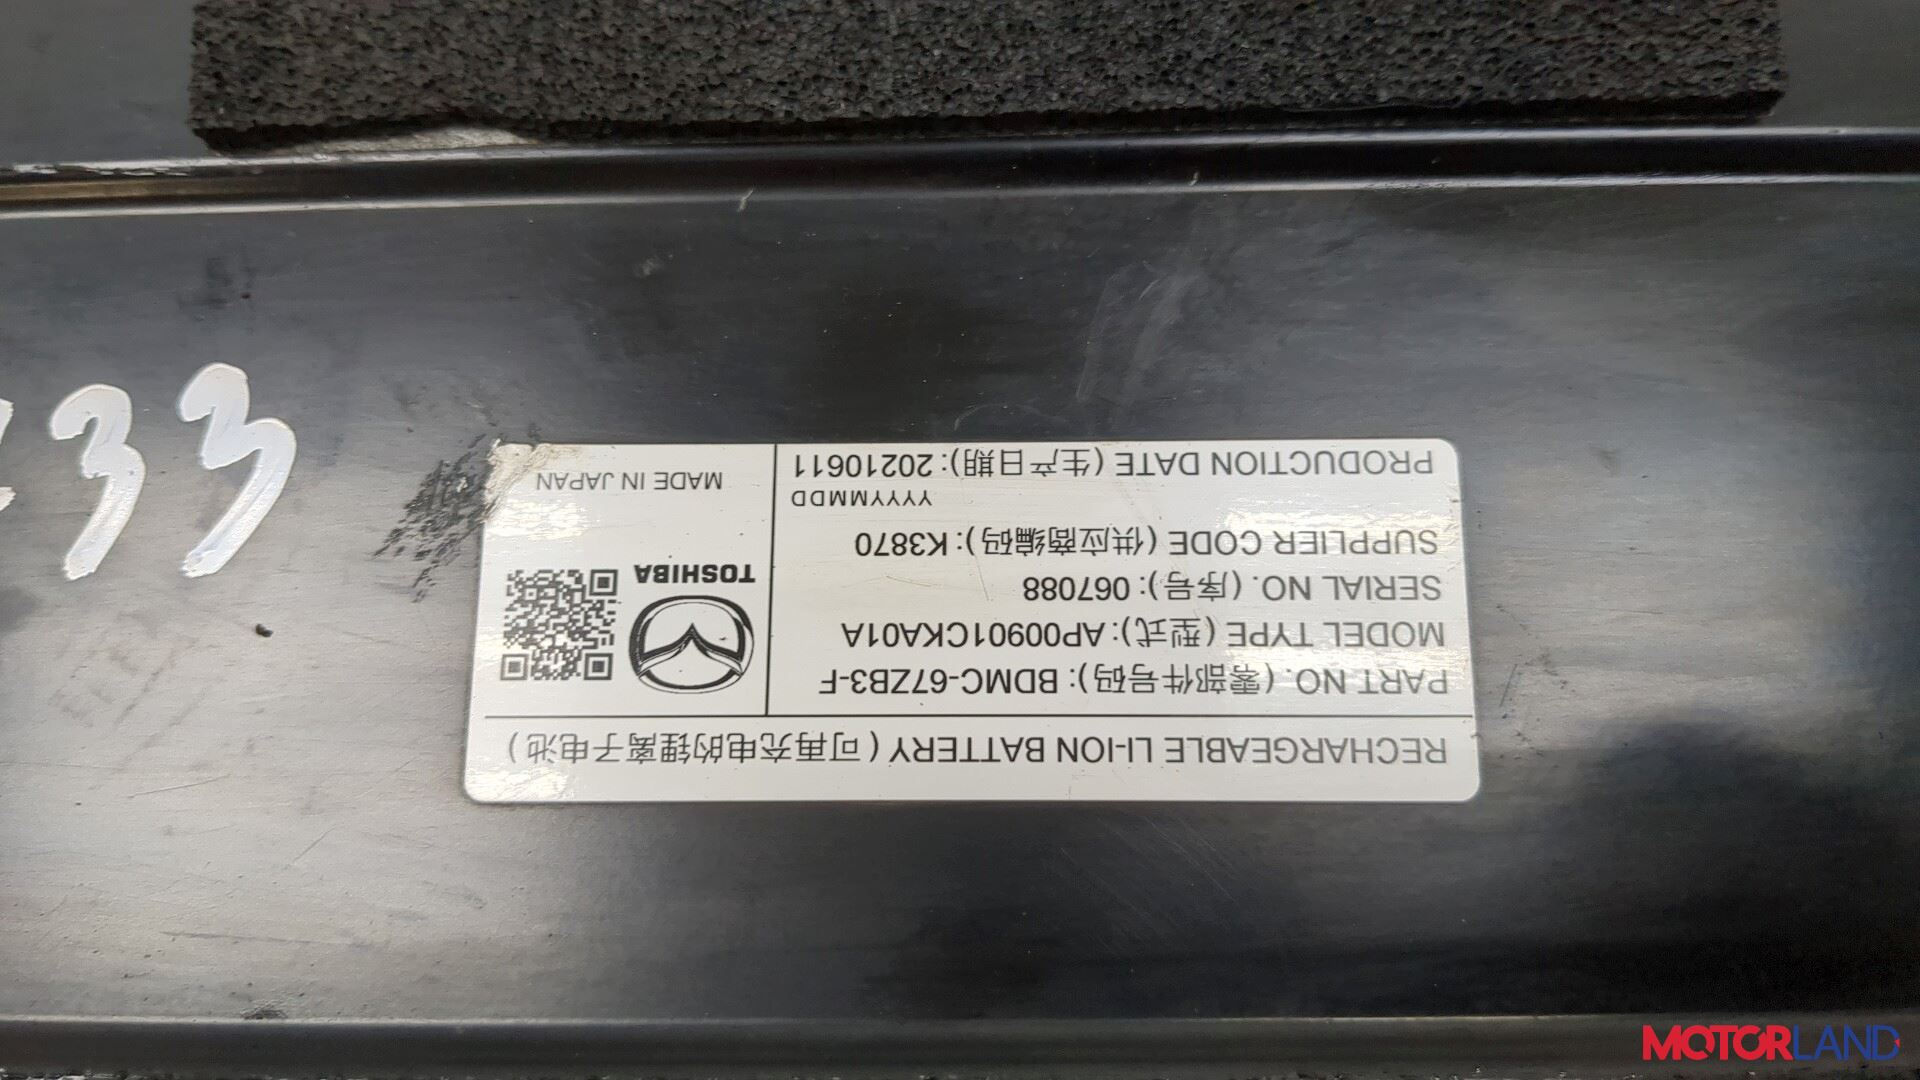 RECHARGEABLE LI-ION BATTERY (可再充电的锂离子电池)
PART NO. (零部件号码): BDMC-67ZB3-F
MODEL TYPE (型式): AP00901CKA01A
SERIAL NO. (序号): 067088
SUPPLIER CODE (供应商编码): K3870
YYYYMMDD
PRODUCTION DATE (生产日期): 20210611
TOSHIBA
MADE IN JAPAN
33
MOTORLAND